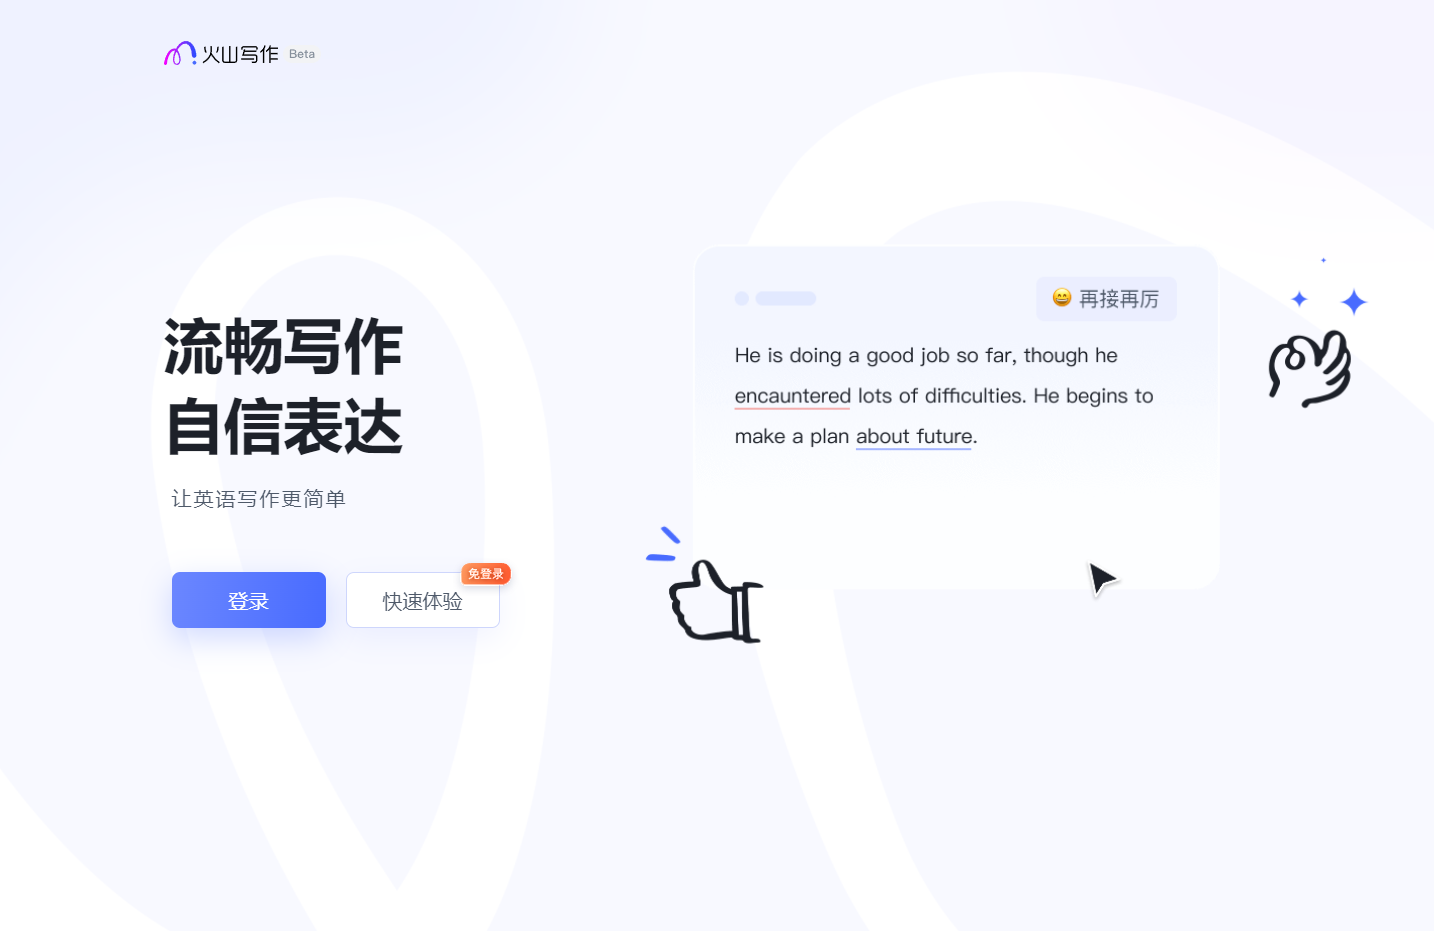 火山写作 Beta
流畅写作
自信表达
让英语写作更简单
登录
快速体验
免登录
😄 再接再厉
He is doing a good job so far, though he
encauntered lots of difficulties. He begins to
make a plan about future.